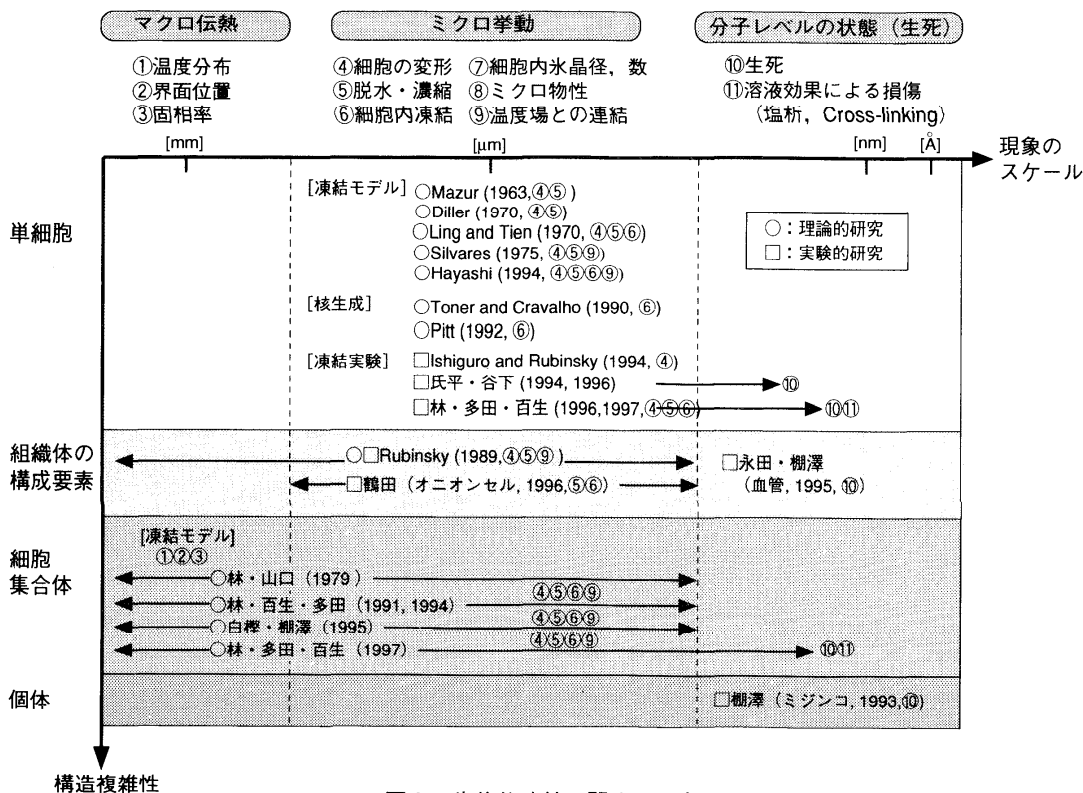 マクロ伝熱
ミクロ挙動
分子レベルの状態（生死）
①温度分布
②界面位置
③固相率
④細胞の変形
⑤脱水・濃縮
⑥細胞内凍結
⑦細胞内氷晶径，数
⑧ミクロ物性
⑨温度場との連結
⑩生死
⑪溶液効果による損傷
(塩析，Cross-linking)
[mm]
[μm]
[nm]
[Å]
現象の
スケール
単細胞
[凍結モデル]
○Mazur (1963,④⑤ )
○Diller (1970, ④⑤)
○Ling and Tien (1970, ④⑤⑥)
○Silvares (1975, ④⑤⑨)
○Hayashi (1994, ④⑤⑥⑨)
○：理論的研究
□：実験的研究
[核生成]
○Toner and Cravalho (1990, ⑥)
○Pitt (1992, ⑥)
[凍結実験]
□Ishiguro and Rubinsky (1994, ④)
□氏平・谷下 (1994, 1996)
⑩
□林・多田・百生 (1996,1997,④⑤⑥)
⑩⑪
組織体の
構成要素
○□Rubinsky (1989,④⑤⑨ )
□鶴田（オニオンセル, 1996,⑤⑥）
□永田・棚澤
(血管, 1995, ⑩)
細胞
集合体
[凍結モデル]
①②③
○林・山口（1979 ）
○林・百生・多田（1991, 1994）
④⑤⑥⑨
○白樫・棚澤（1995）
④⑤⑥⑨
○林・多田・百生（1997）
④⑤⑥⑨
⑩⑪
個体
□棚澤（ミジンコ, 1993,⑩）
構造複雑性